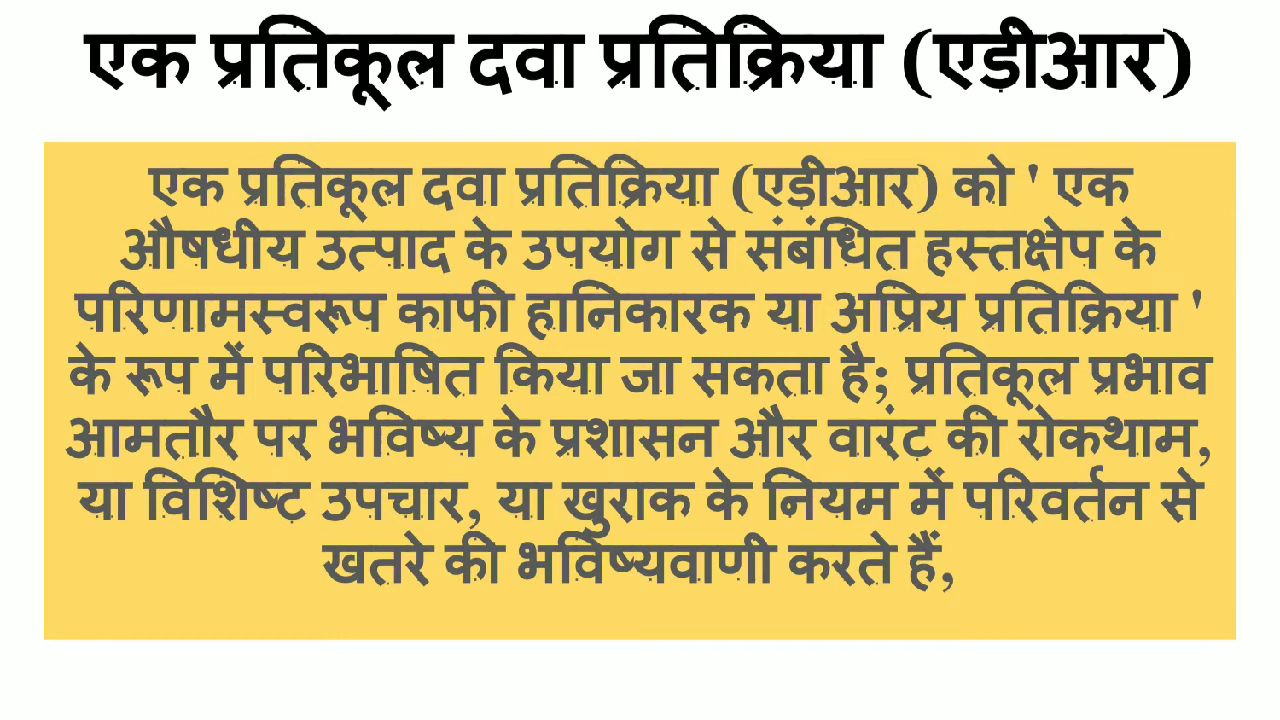 एक प्रतिकूल दवा प्रतिक्रिया (एडीआर)
एक प्रतिकूल दवा प्रतिक्रिया (एड़ीआर) को ' एक
औषधीय उत्पाद के उपयोग से संबंधित हस्तक्षेप के
परिणामस्वरूप काफी हानिकारक या अप्रिय प्रतिक्रिया '
के रूप में परिभाषित किया जा सकता है; प्रतिकूल प्रभाव
आमतौर पर भविष्य के प्रशासन और वारंट की रोकथाम,
या विशिष्ट उपचार, या खुराक के नियम में परिवर्तन से
खतरे की भविष्यवाणी करते हैं,